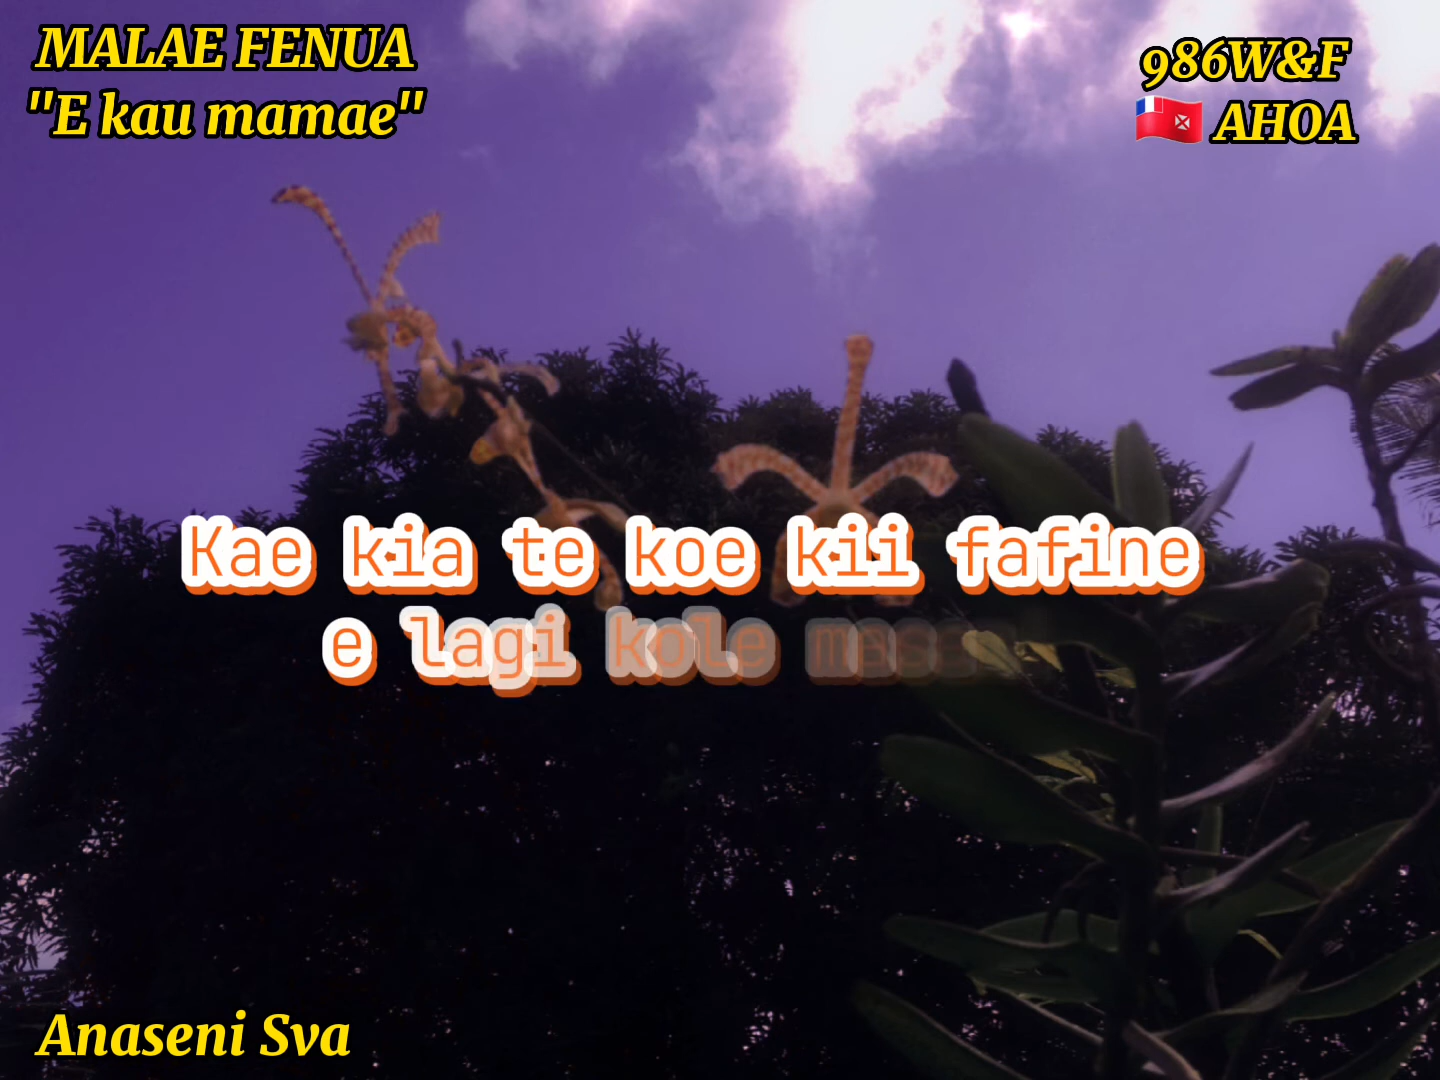 MALAE FENUA
"E kau mamae"
986W&F
AHOA
Kae kia te koe kii fafine
e lagi kole
Anaseni Sva